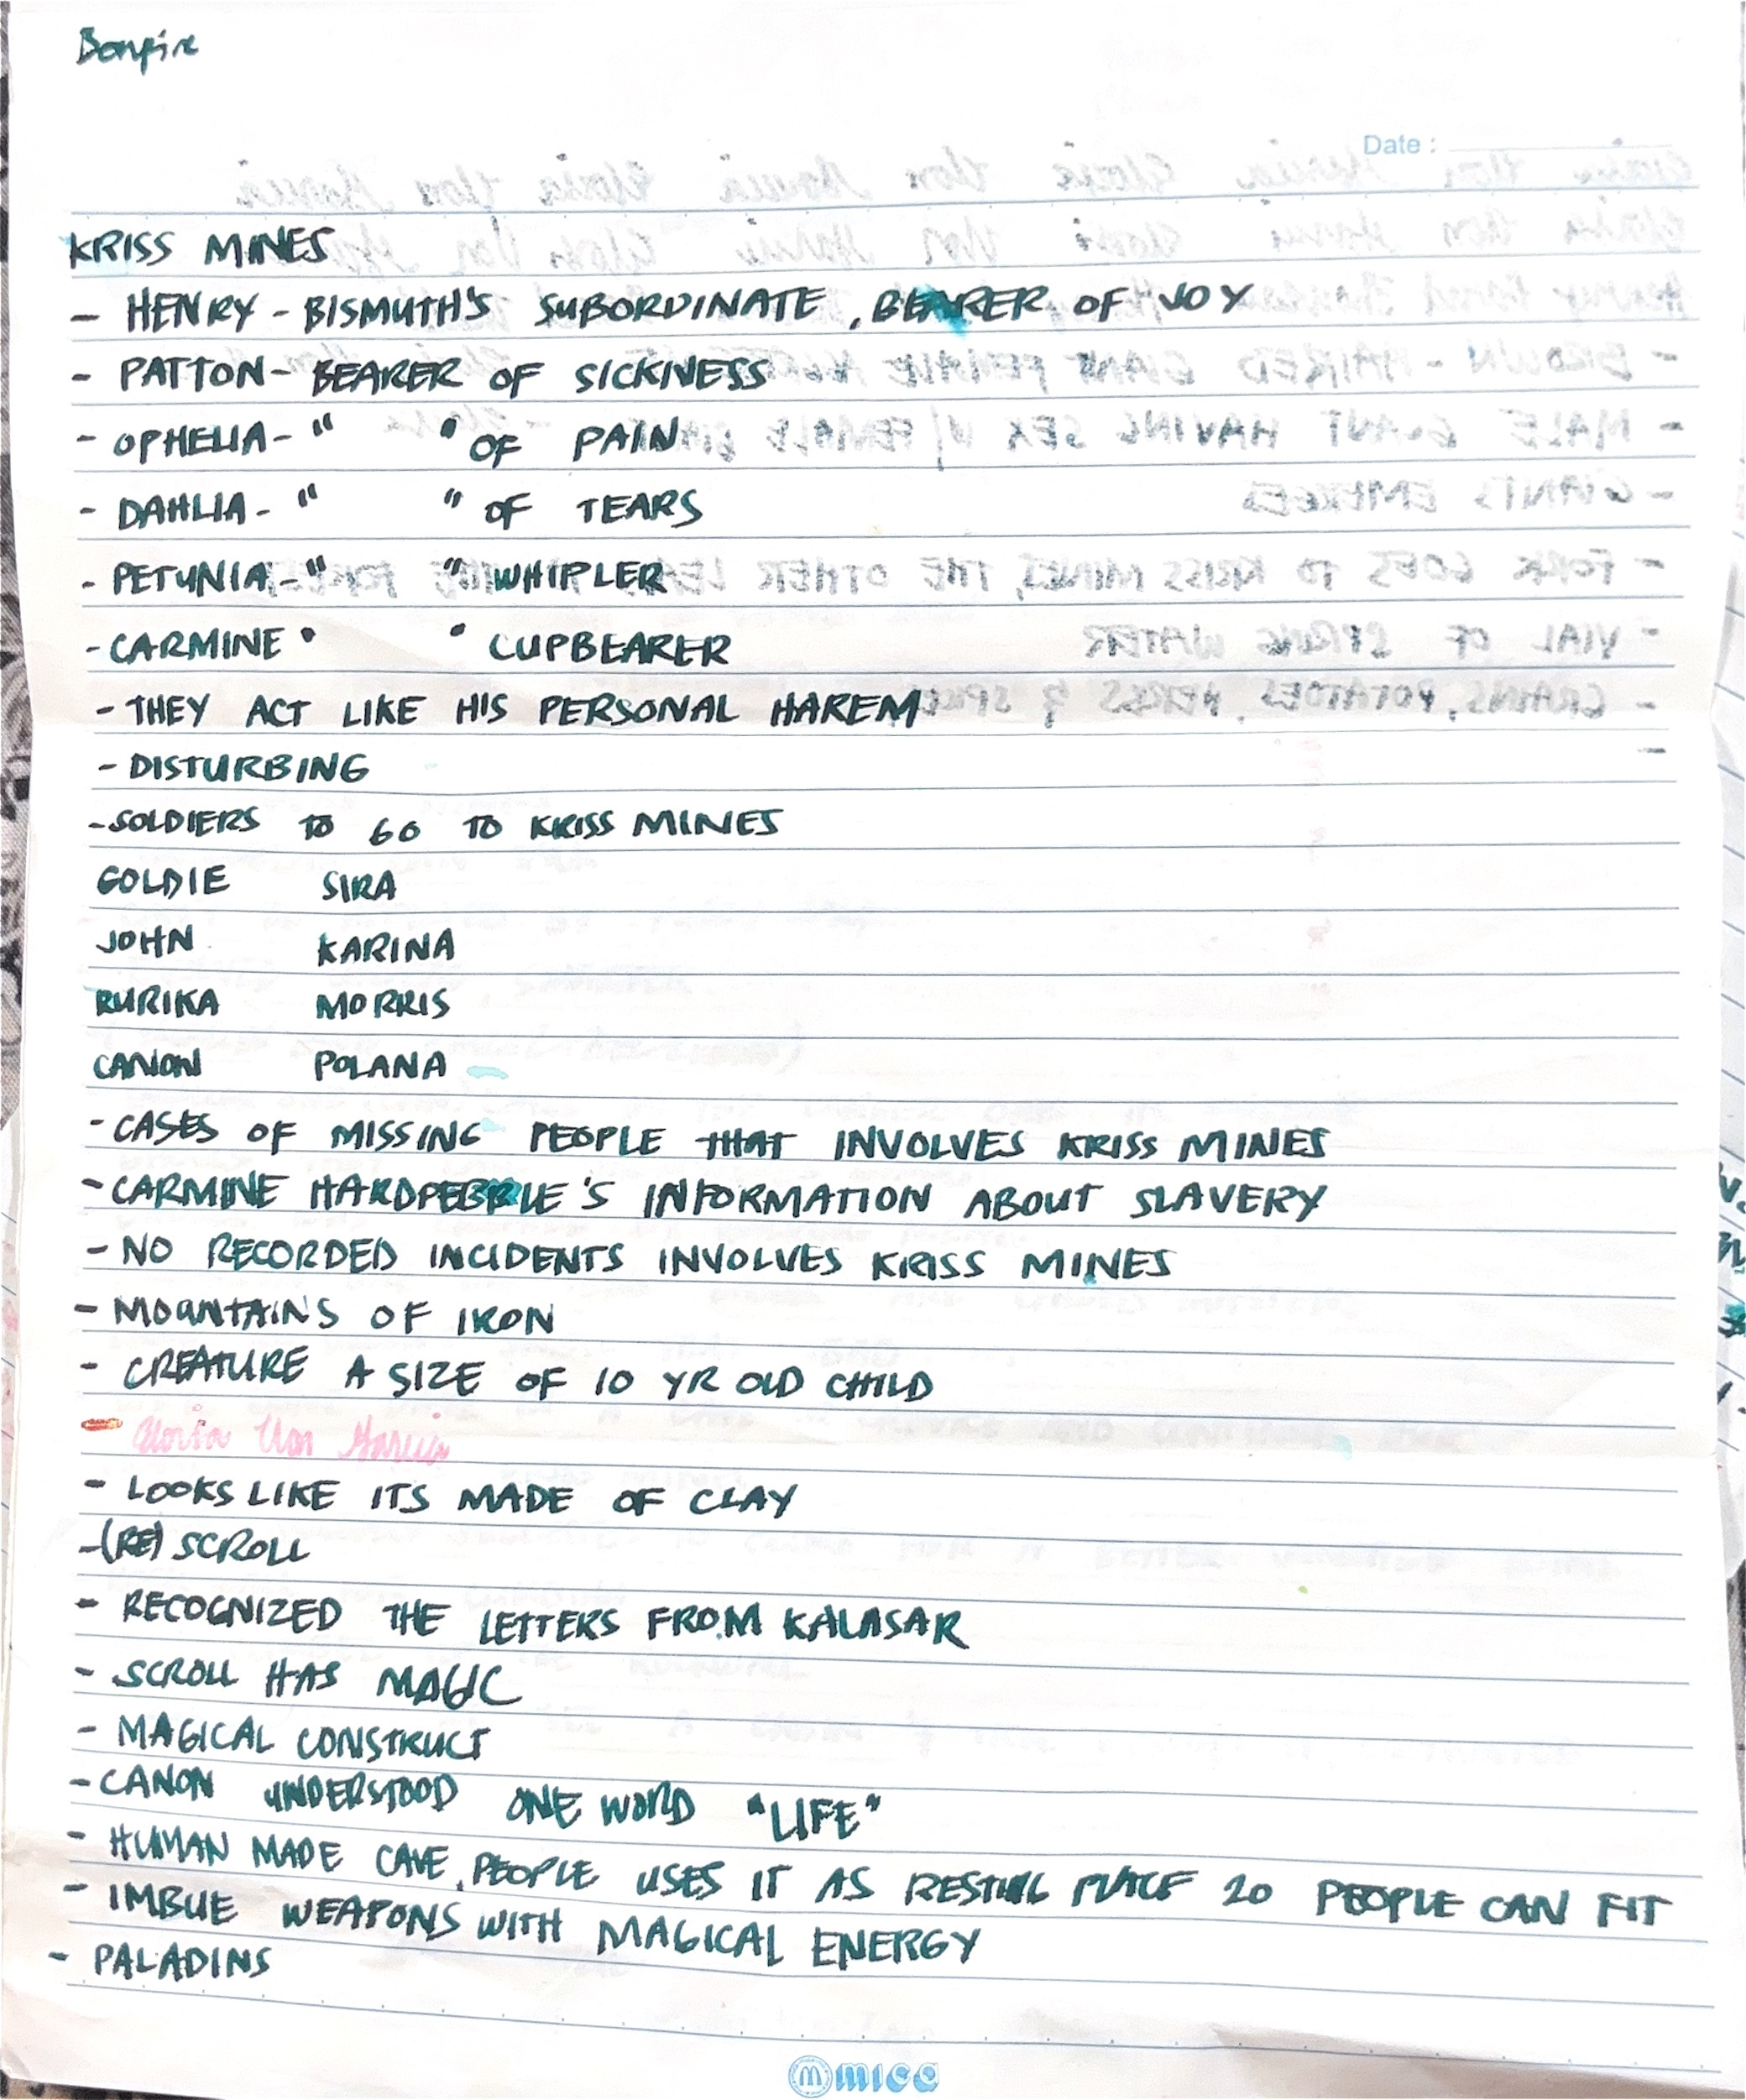 Bonfire
Date :
KRISS MINES
- HENRY - BISMUTH'S SUBORDINATE, BEARER OF JOY
- PATTON - BEARER OF SICKNESS
- OPHELIA - " " OF PAIN
- DAHLIA - " " OF TEARS
- PETUNIA - " " WHIPLER
- CARMINE " " CUPBEARER
- THEY ACT LIKE HIS PERSONAL HAREM
- DISTURBING
- SOLDIERS TO GO TO KRISS MINES
GOLDIE SIRA
JOHN KARINA
RURIKA MORRIS
CANON POLANA
- CASES OF MISSING PEOPLE THAT INVOLVES KRISS MINES
- CARMINE HARDPEBBLE'S INFORMATION ABOUT SLAVERY
- NO RECORDED INCIDENTS INVOLVES KRISS MINES
- MOUNTAINS OF IRON
- CREATURE A SIZE OF 10 YR OLD CHILD
- Von
- LOOKS LIKE ITS MADE OF CLAY
- (RE) SCROLL
- RECOGNIZED THE LETTERS FROM KALASAR
- SCROLL HAS MAGIC
- MAGICAL CONSTRUCT
- CANON UNDERSTOOD ONE WORD "LIFE"
- HUMAN MADE CAVE, PEOPLE USES IT AS RESTING PLACE 20 PEOPLE CAN FIT
- IMBUE WEAPONS WITH MAGICAL ENERGY
- PALADINS
mica